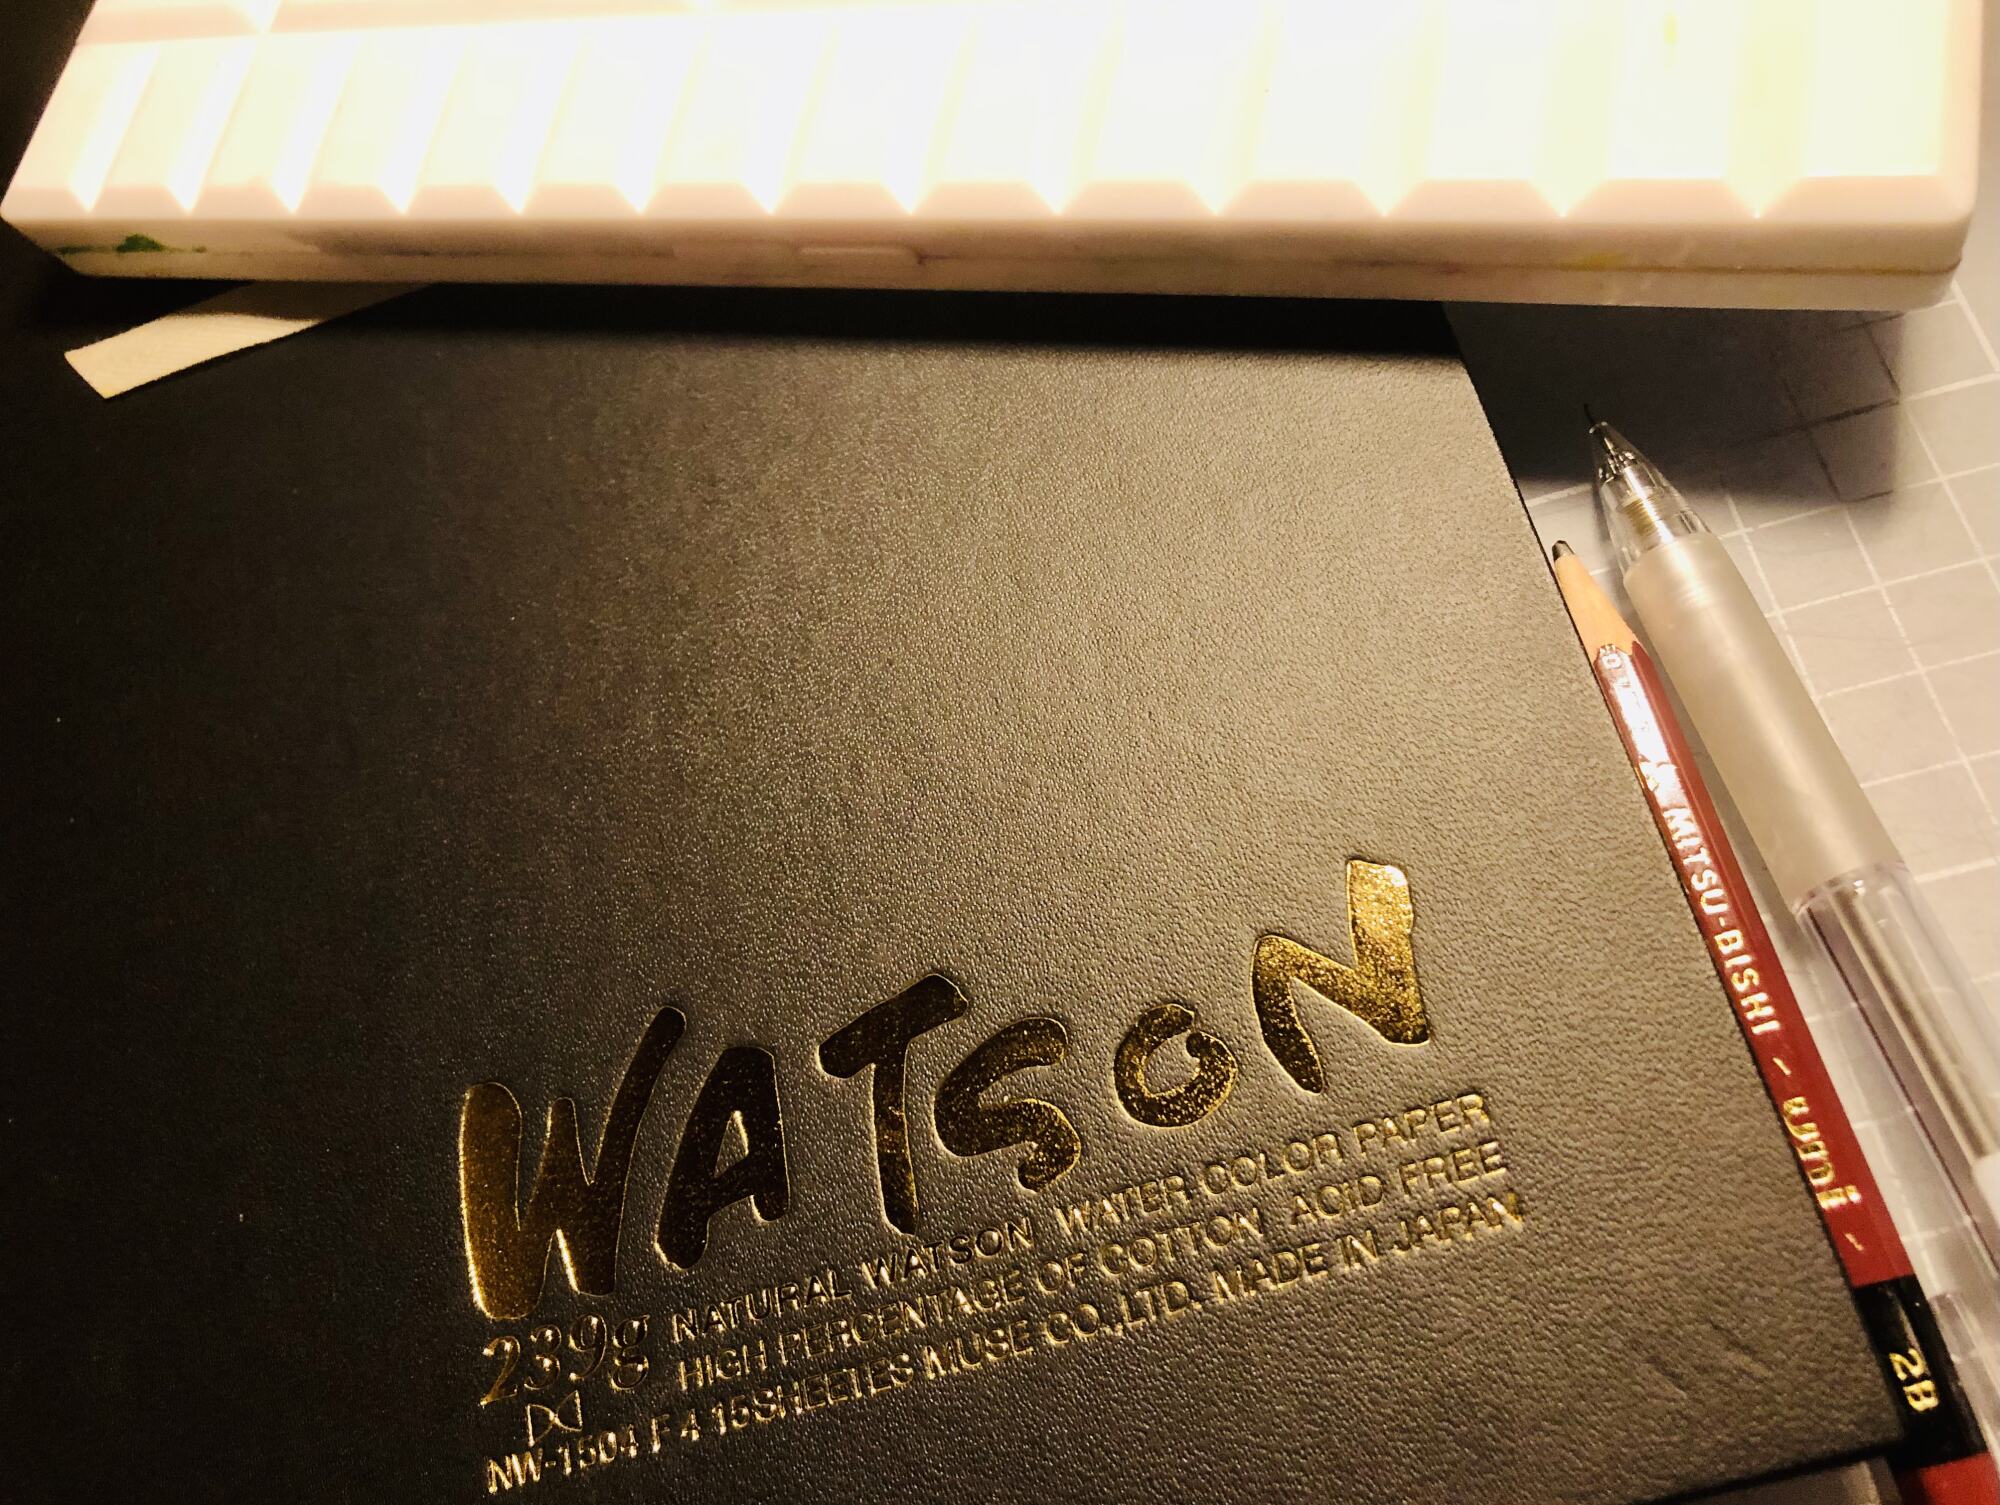 WATSON
239g NATURAL WATSON WATER COLOR PAPER
HIGH PERCENTAGE OF COTTON ACID FREE
NW-1504 F 4 15SHEETES MUSE CO.,LTD. MADE IN JAPAN
MITSU-BISHI - uni -
2B